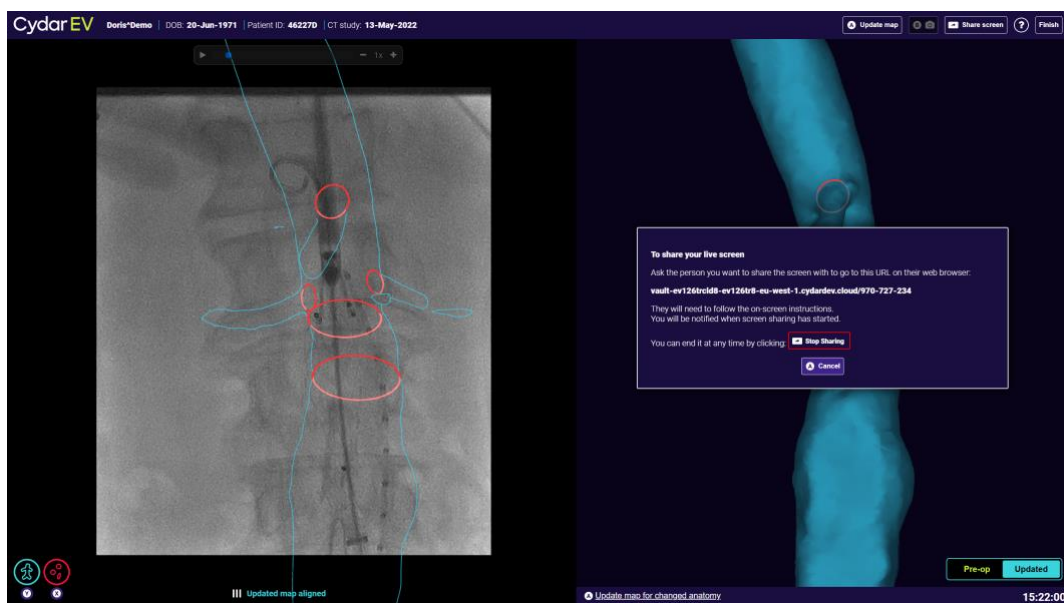 Cydar EV Doris^Demo DOB: 20-Jun-1971 Patient ID: 46227D CT study: 13-May-2022 A Update map X Share screen ? Finish
1x
To share your live screen
Ask the person you want to share the screen with to go to this URL on their web browser:
vault-ev126trcld8-ev126tr8-eu-west-1.cydardev.cloud/970-727-234
They will need to follow the on-screen instructions.
You will be notified when screen sharing has started.
You can end it at any time by clicking: Stop Sharing
A Cancel
Pre-op Updated
Y X
Updated map aligned
A Update map for changed anatomy 15:22:00